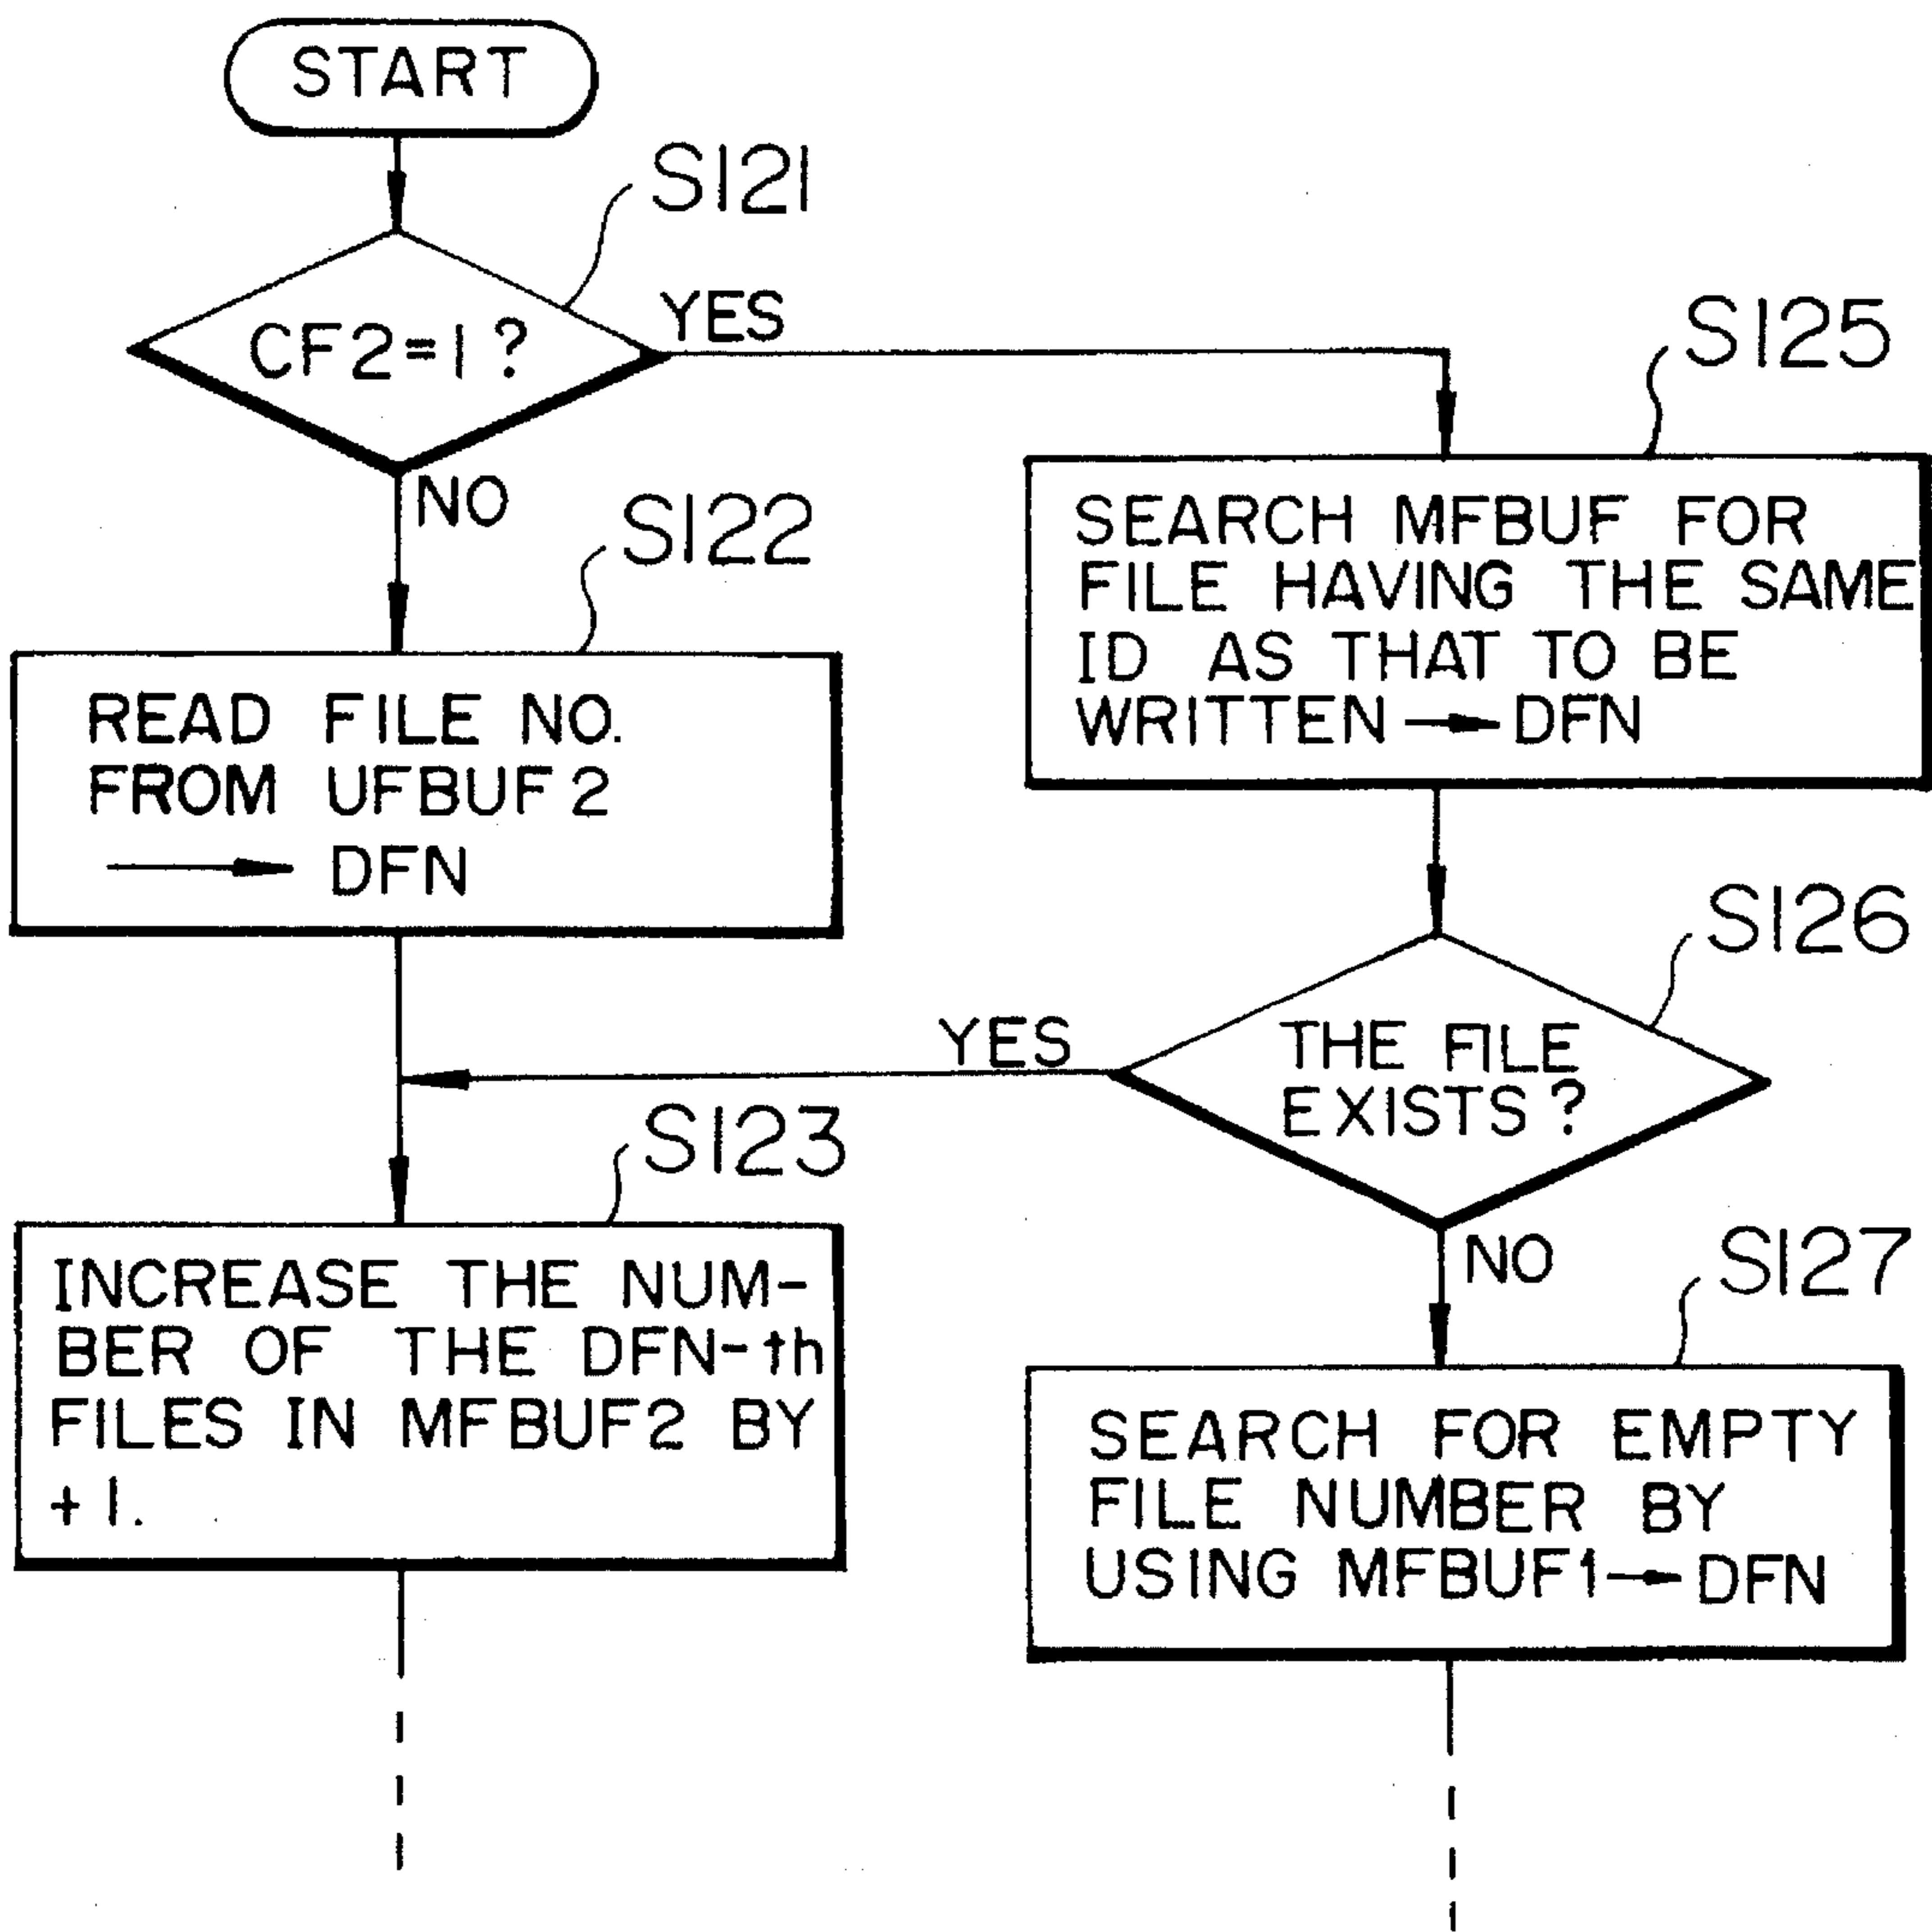 START
S121
CF2=1?
YES
S125
NO
S122
SEARCH MFBUF FOR
FILE HAVING THE SAME
ID AS THAT TO BE
WRITTEN → DFN
READ FILE NO.
FROM UFBUF2
→ DFN
S126
YES
THE FILE
EXISTS?
S123
NO
S127
INCREASE THE NUM-
BER OF THE DFN-th
FILES IN MFBUF2 BY
+1.
SEARCH FOR EMPTY
FILE NUMBER BY
USING MFBUF1 → DFN